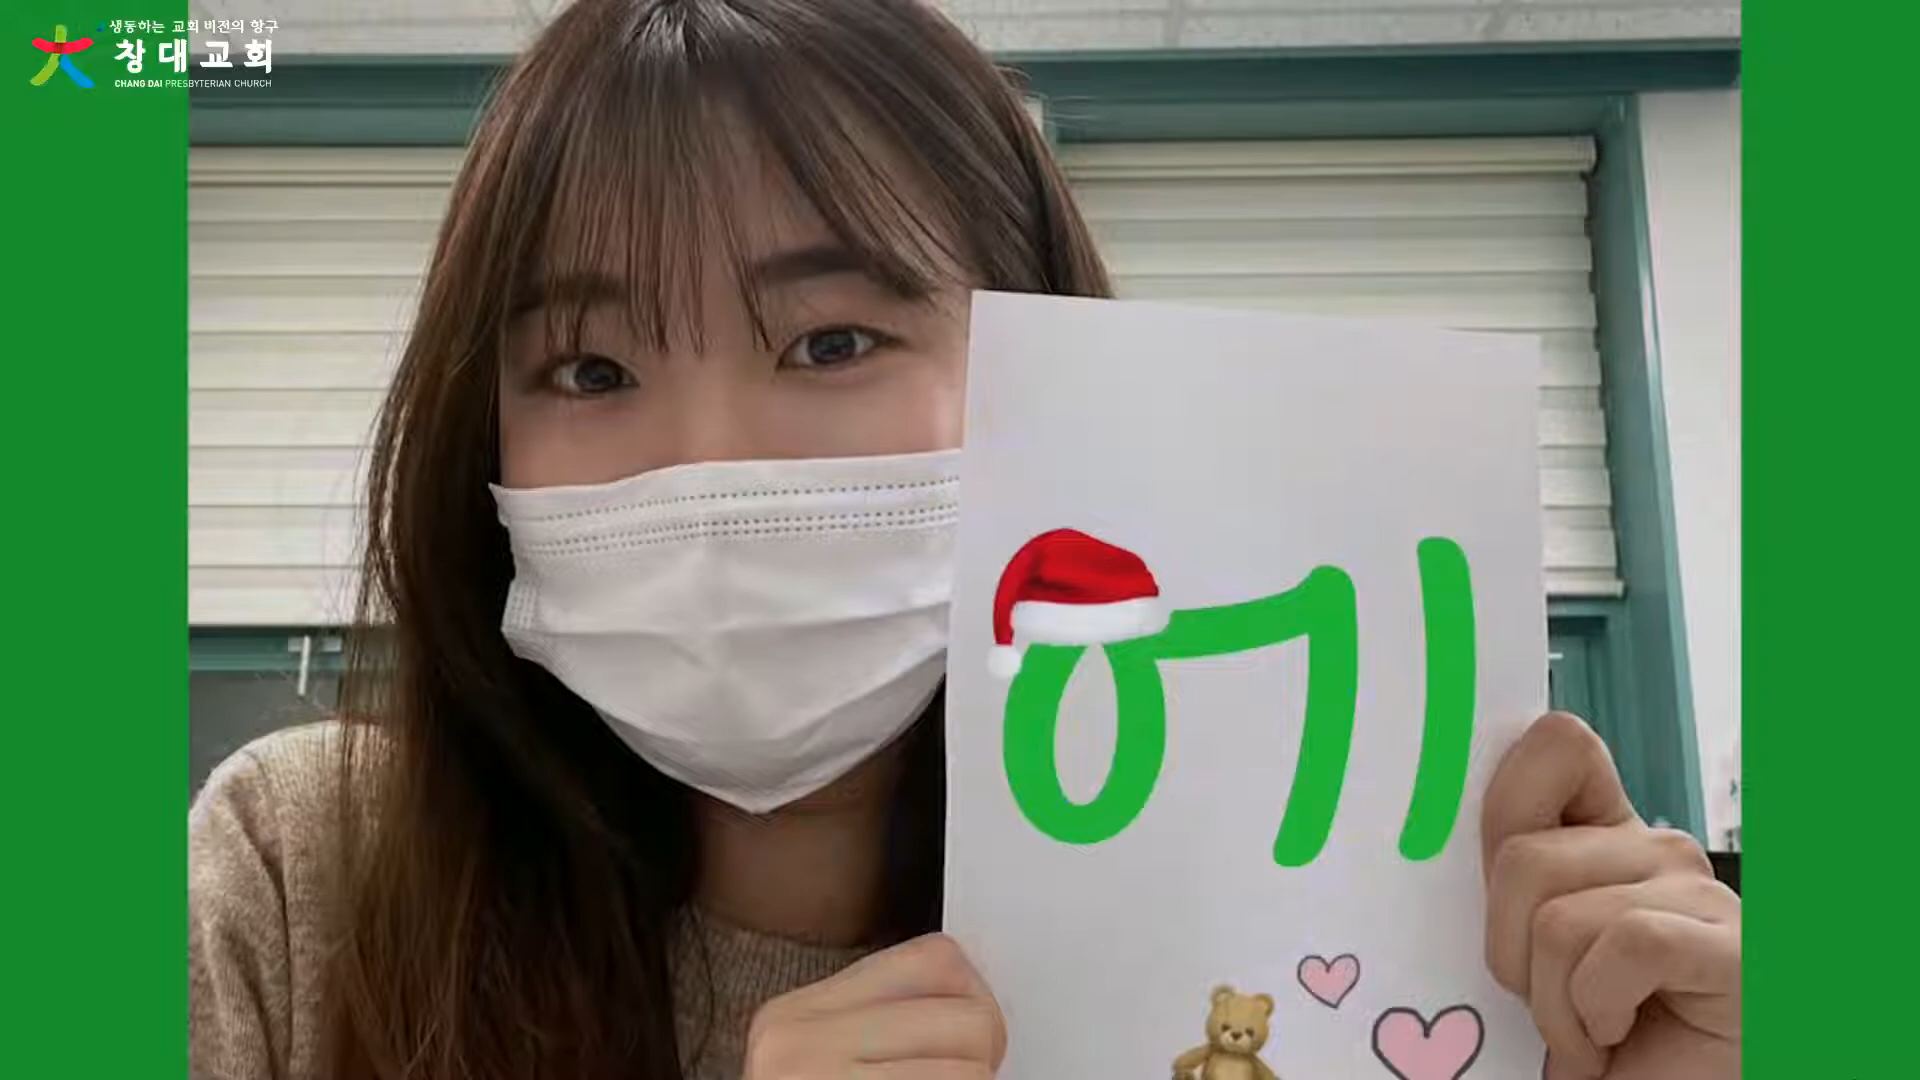 생동하는 교회 비전의 항구
창대교회
CHANG DAI PRESBYTERIAN CHURCH
에